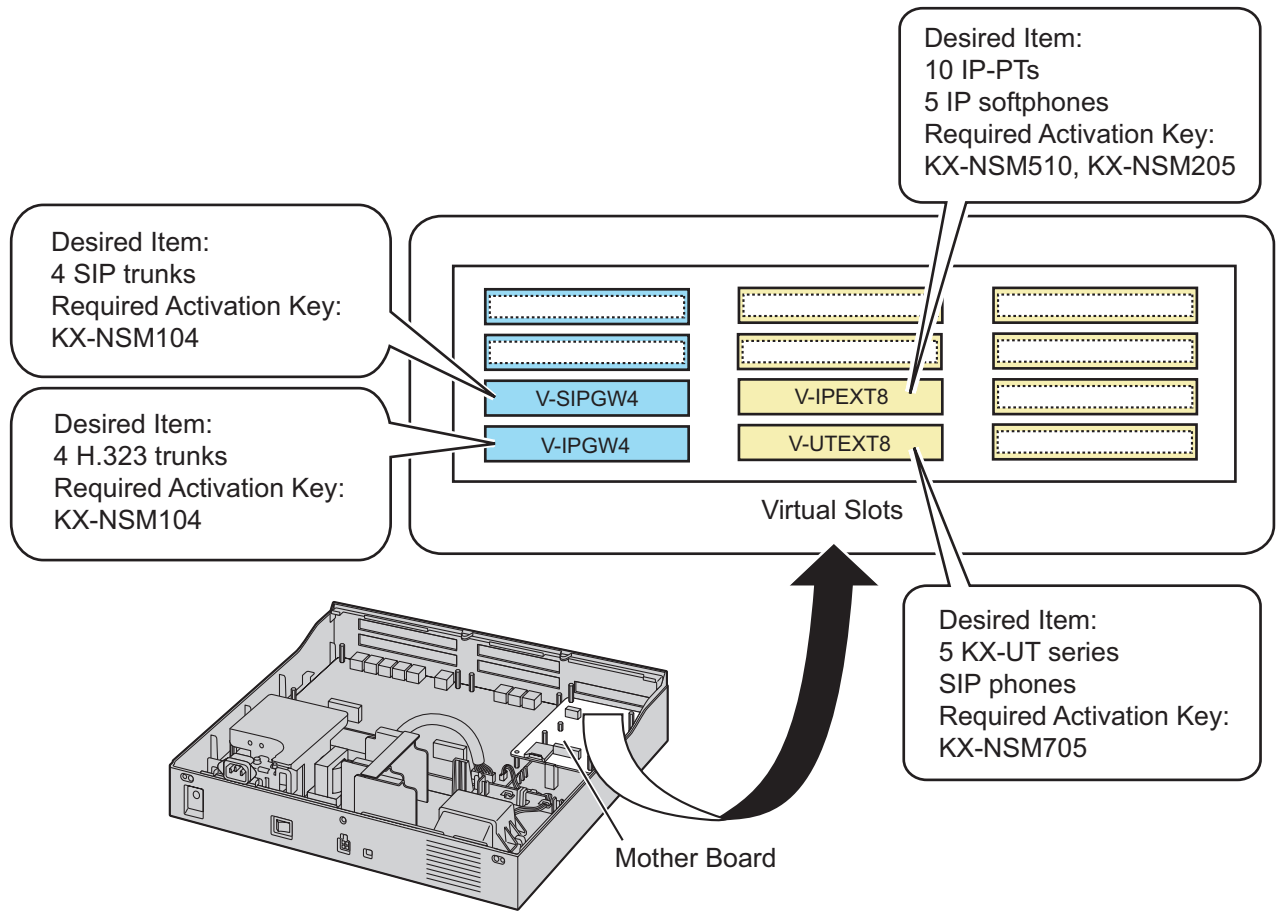 Desired Item:
10 IP-PTs
5 IP softphones
Required Activation Key:
KX-NSM510, KX-NSM205
Desired Item:
4 SIP trunks
Required Activation Key:
KX-NSM104
Desired Item:
4 H.323 trunks
Required Activation Key:
KX-NSM104
V-SIPGW4
V-IPEXT8
V-IPGW4
V-UTEXT8
Virtual Slots
Desired Item:
5 KX-UT series
SIP phones
Required Activation Key:
KX-NSM705
Mother Board